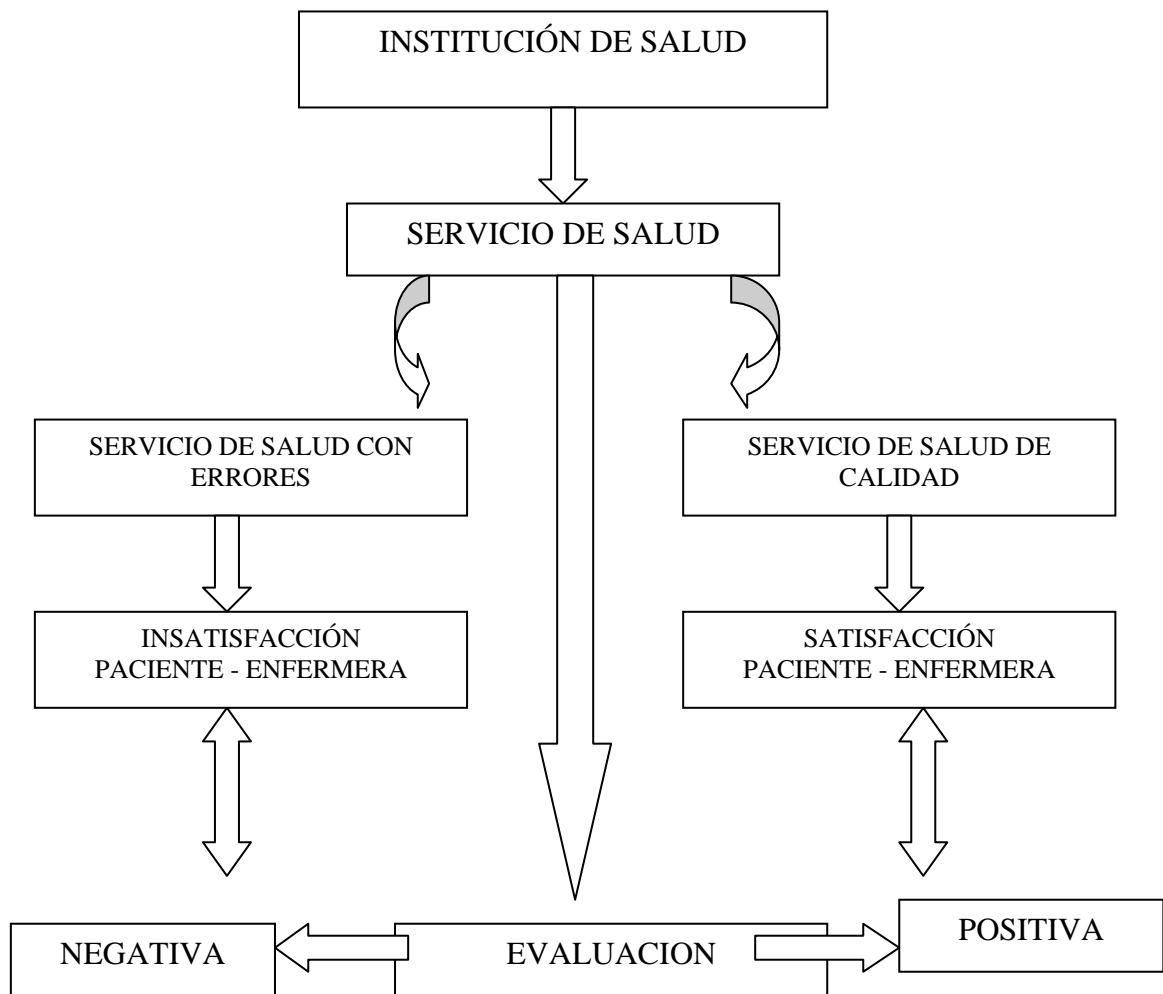 INSTITUCIÓN DE SALUD
SERVICIO DE SALUD
SERVICIO DE SALUD CON
ERRORES
SERVICIO DE SALUD DE
CALIDAD
INSATISFACCIÓN
PACIENTE - ENFERMERA
SATISFACCIÓN
PACIENTE - ENFERMERA
NEGATIVA
EVALUACION
POSITIVA